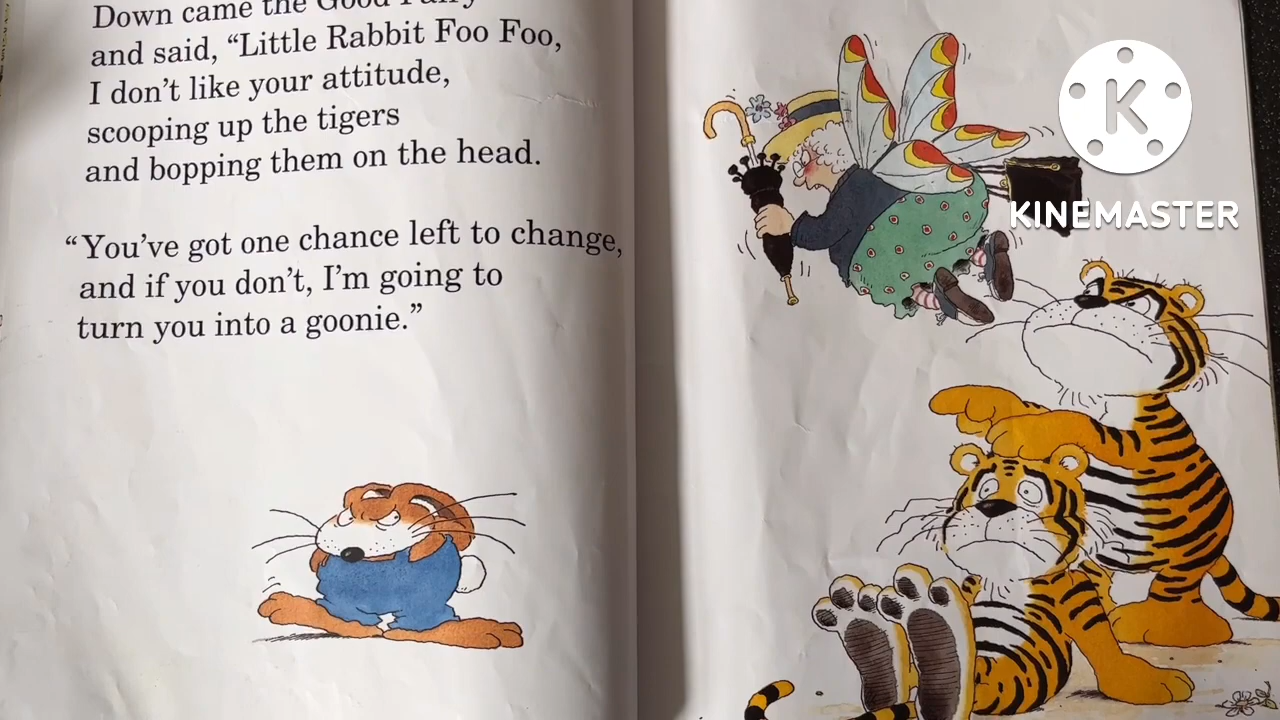 Down came the Good Fairy
and said, “Little Rabbit Foo Foo,
I don’t like your attitude,
scooping up the tigers
and bopping them on the head.
“You’ve got one chance left to change,
and if you don’t, I’m going to
turn you into a goonie.”
K
KINEMASTER